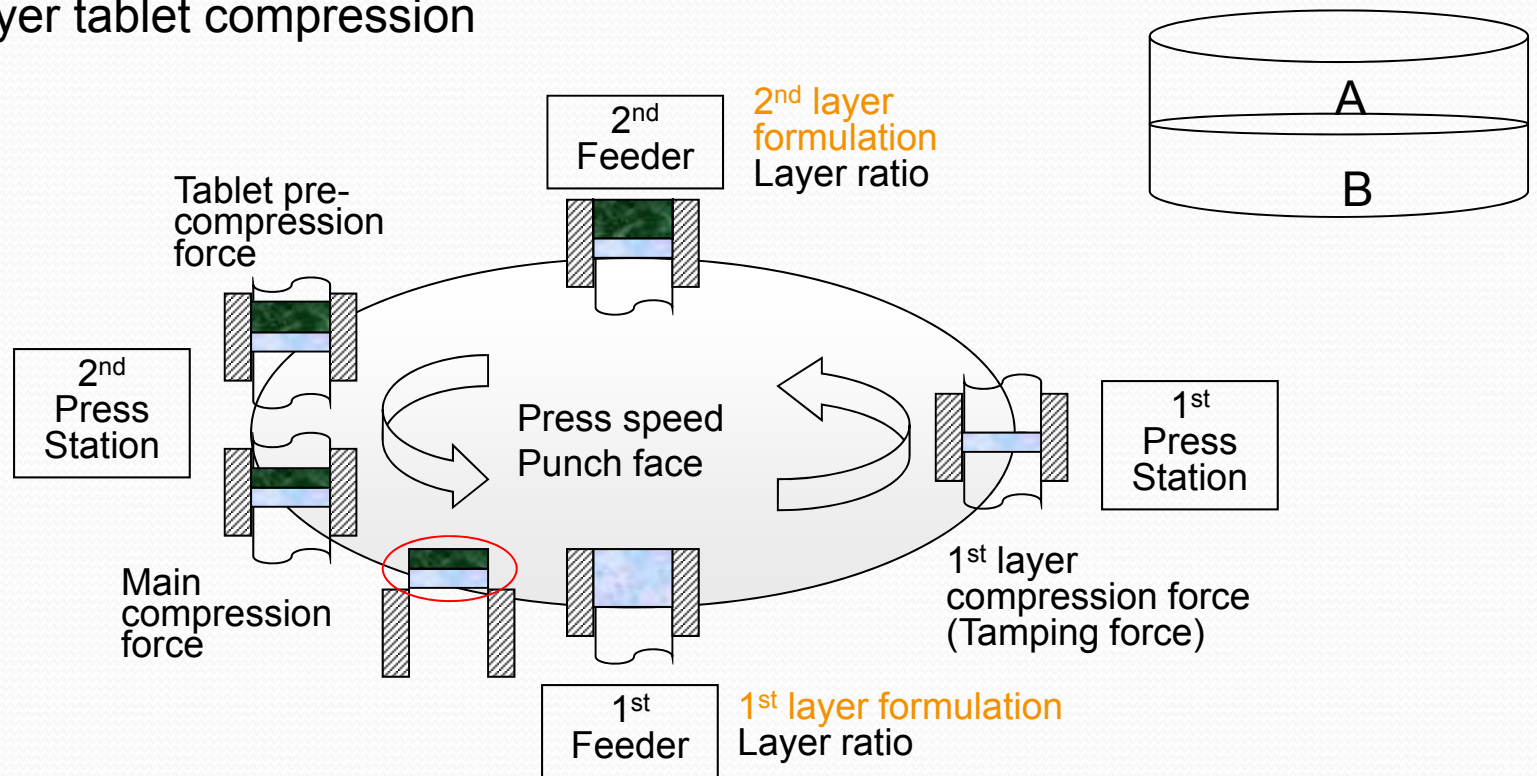 yer tablet compression
A
B
2nd
Feeder
2nd layer
formulation
Layer ratio
Tablet pre-
compression
force
2nd
Press
Station
Press speed
Punch face
1st
Press
Station
Main
compression
force
1st layer
compression force
(Tamping force)
1st
Feeder
1st layer formulation
Layer ratio